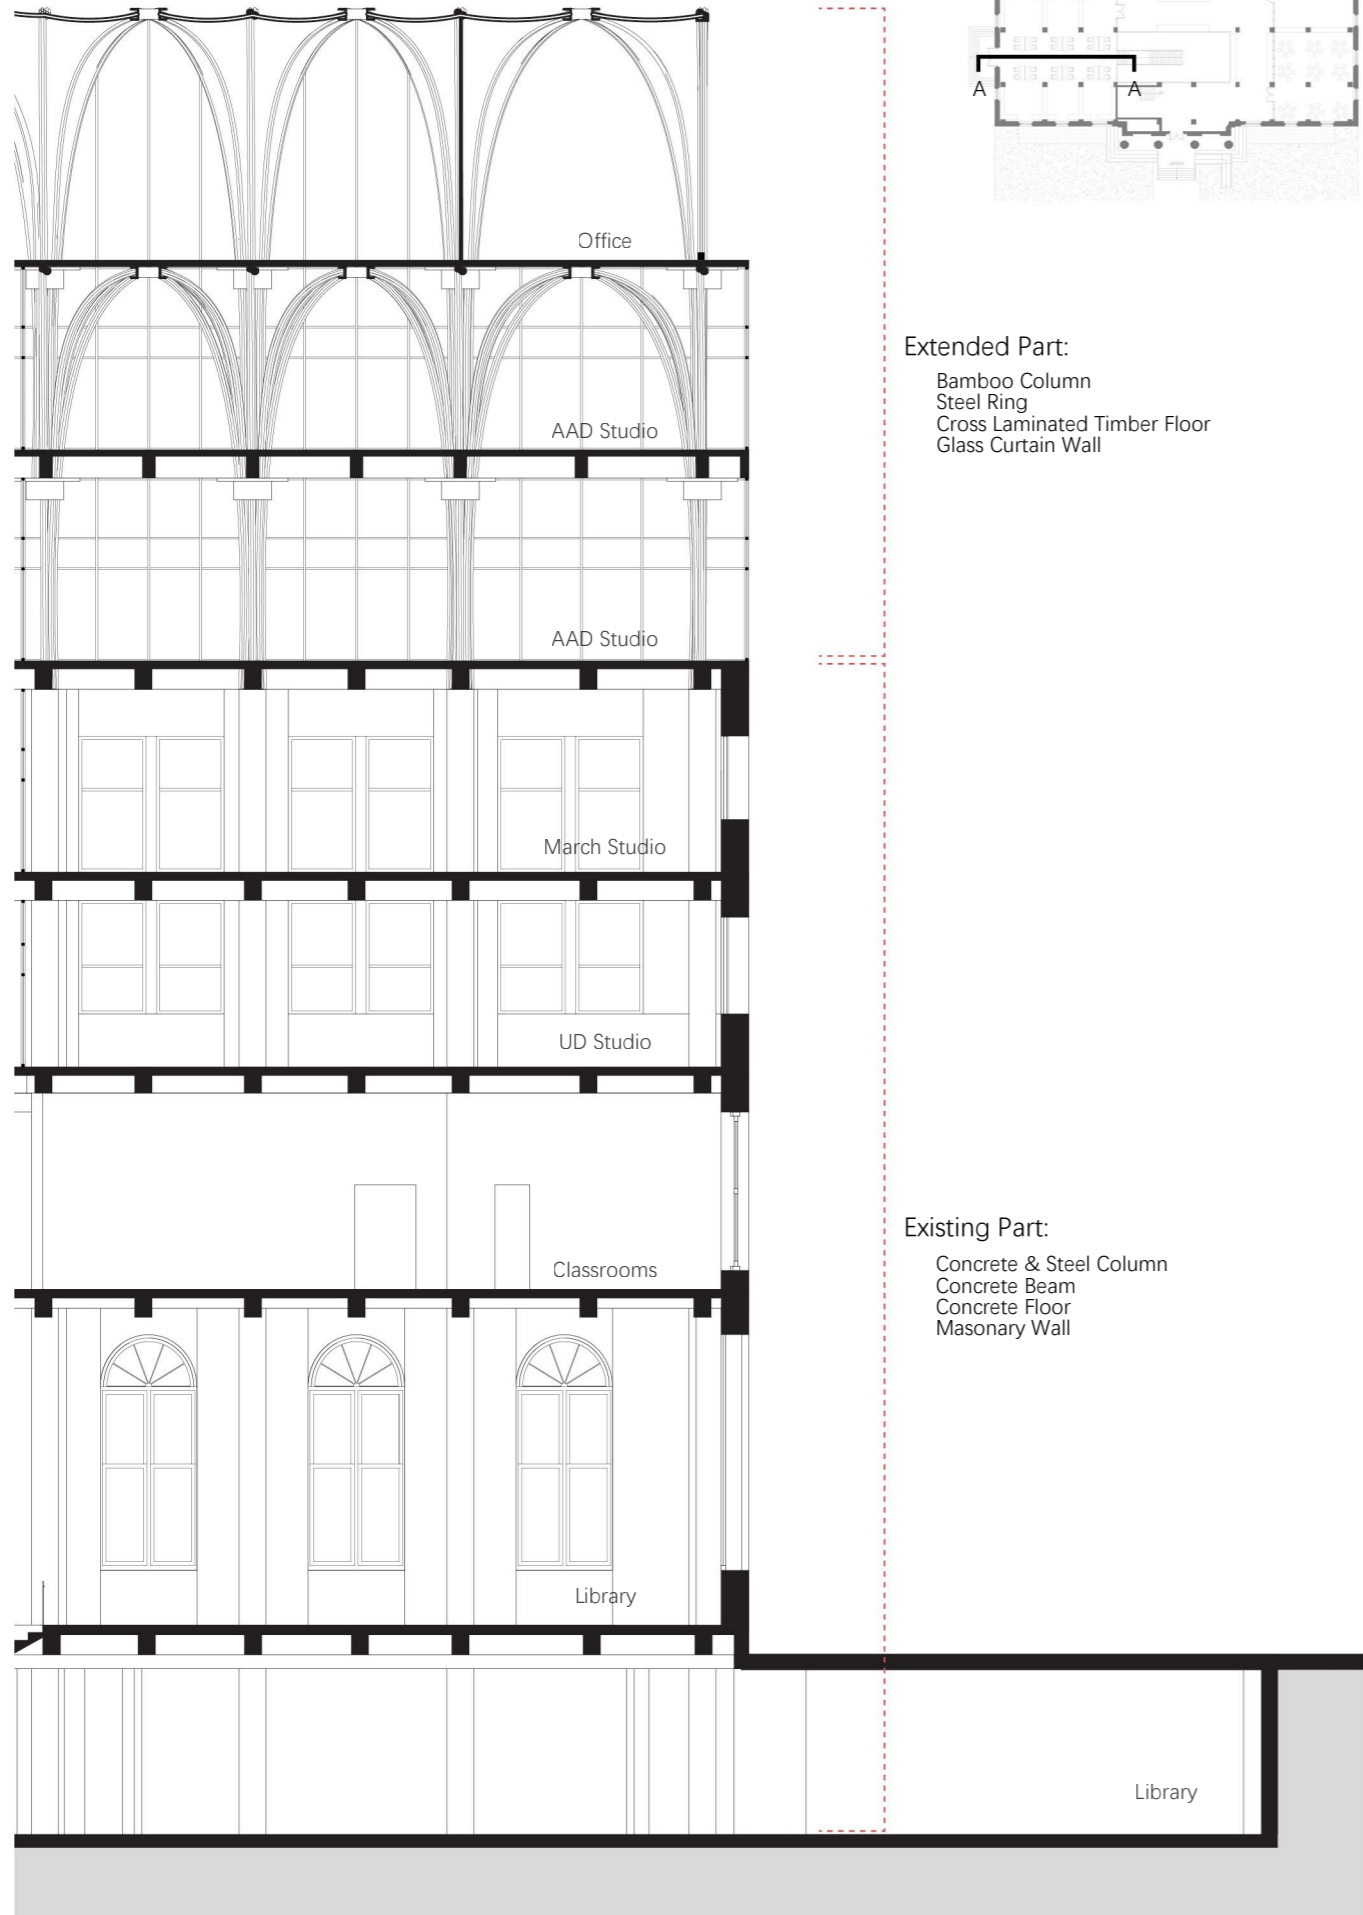 A A
Office
Extended Part:
Bamboo Column
Steel Ring
Cross Laminated Timber Floor
Glass Curtain Wall
AAD Studio
AAD Studio
March Studio
UD Studio
Existing Part:
Concrete & Steel Column
Concrete Beam
Concrete Floor
Masonary Wall
Classrooms
Library
Library